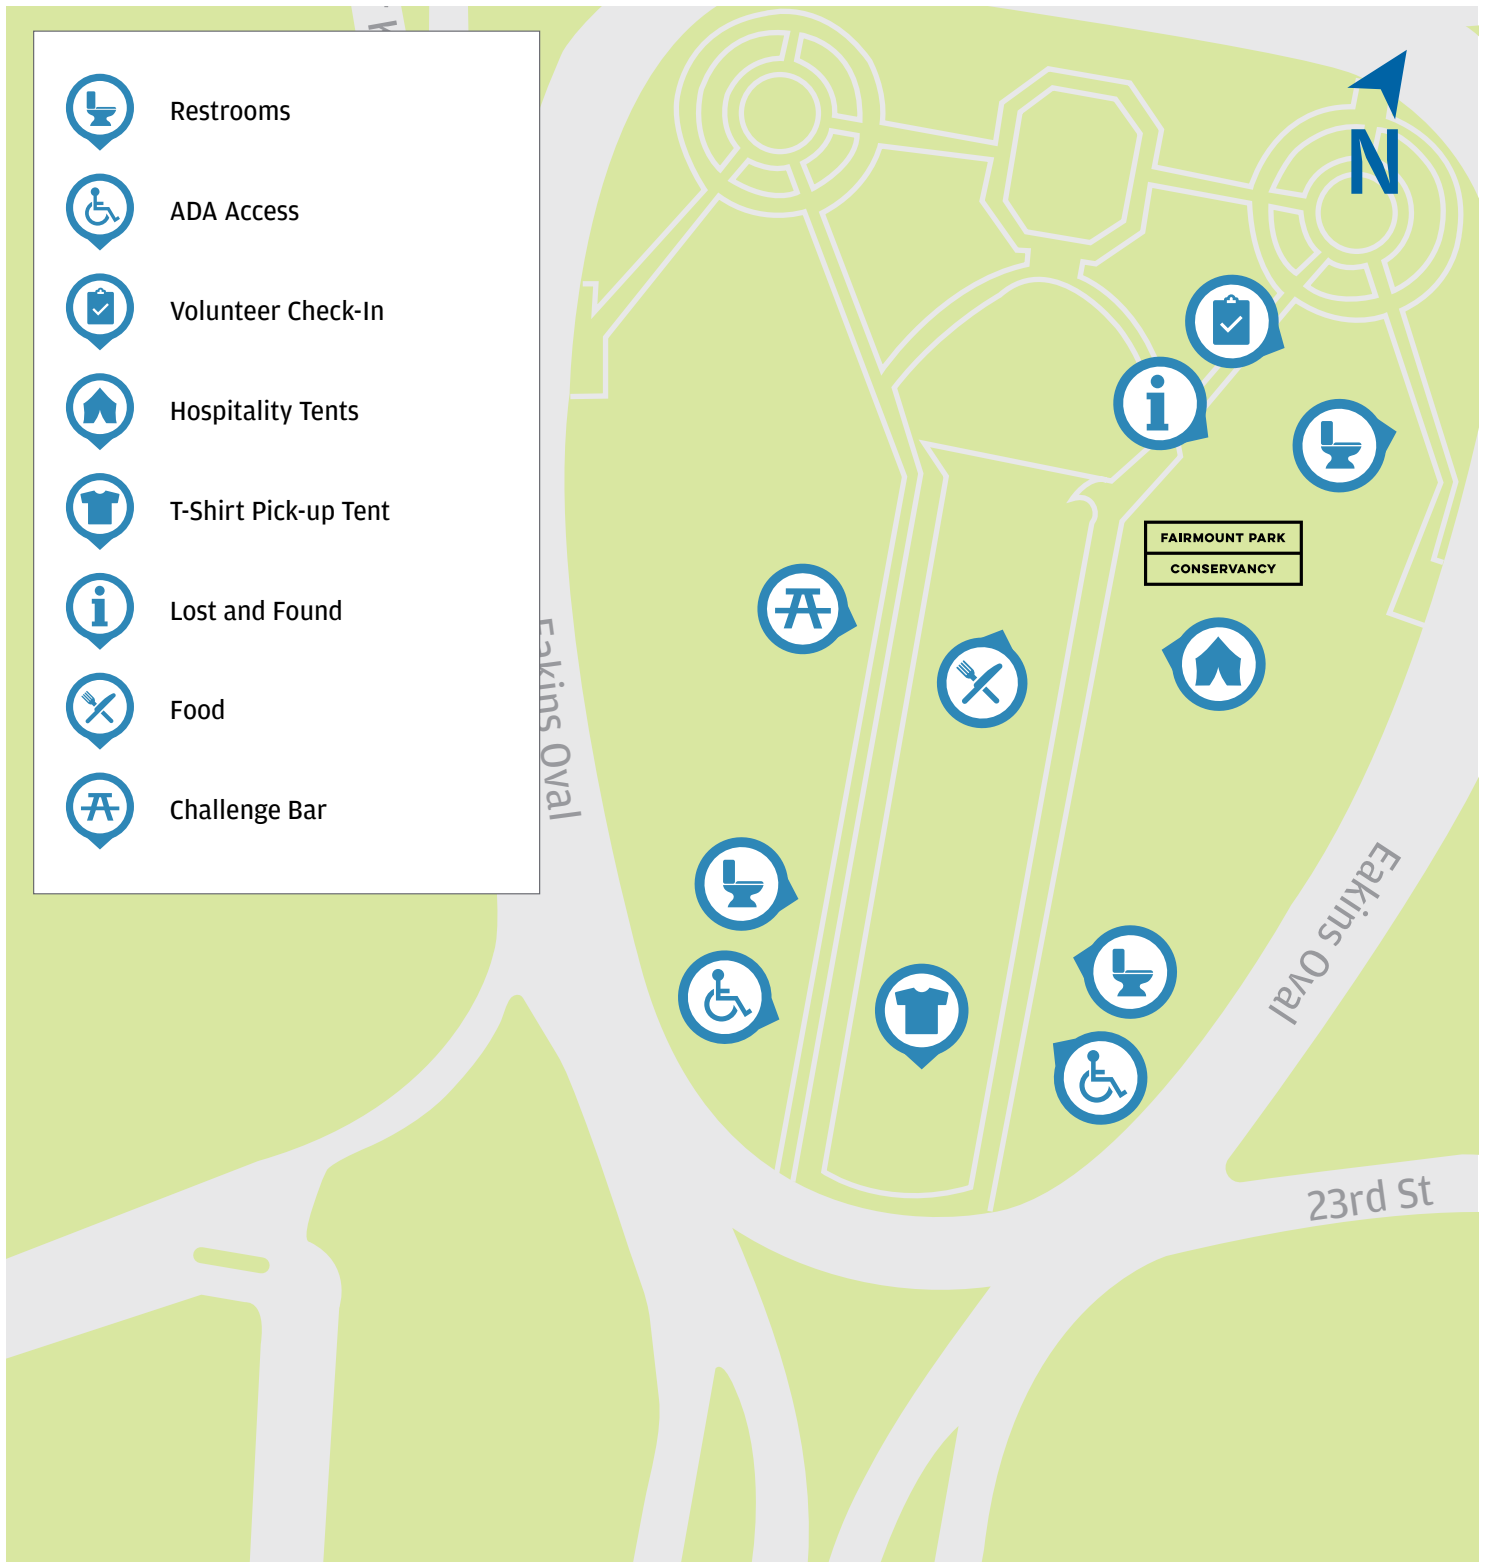 Restrooms
ADA Access
Volunteer Check-In
Hospitality Tents
T-Shirt Pick-up Tent
Lost and Found
Food
Challenge Bar
N
FAIRMOUNT PARK
CONSERVANCY
Eakins Oval
Eakins Oval
23rd St